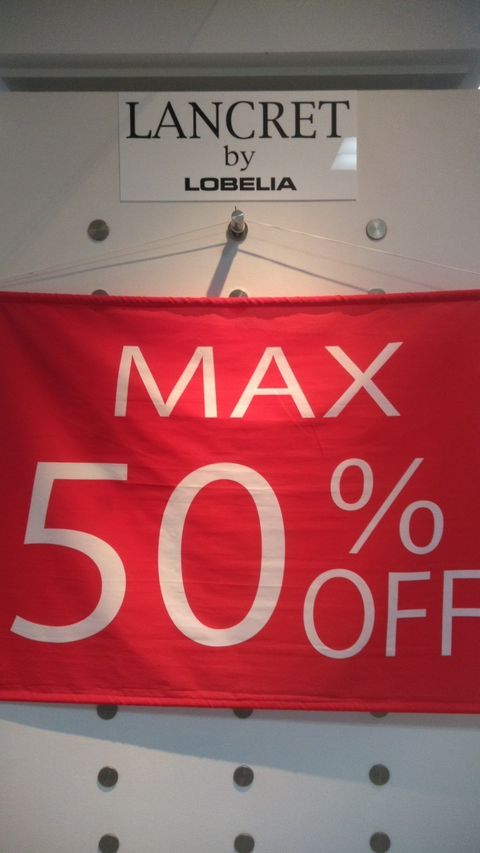 LANCRET
by
LOBELIA
MAX
50%
OFF